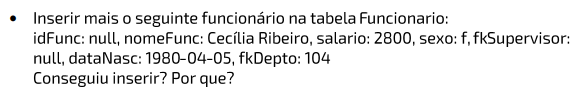 • Inserir mais o seguinte funcionário na tabela Funcionario:
idFunc: null, nomeFunc: Cecília Ribeiro, salario: 2800, sexo: f, fkSupervisor:
null, dataNasc: 1980-04-05, fkDepto: 104
Conseguiu inserir? Por que?